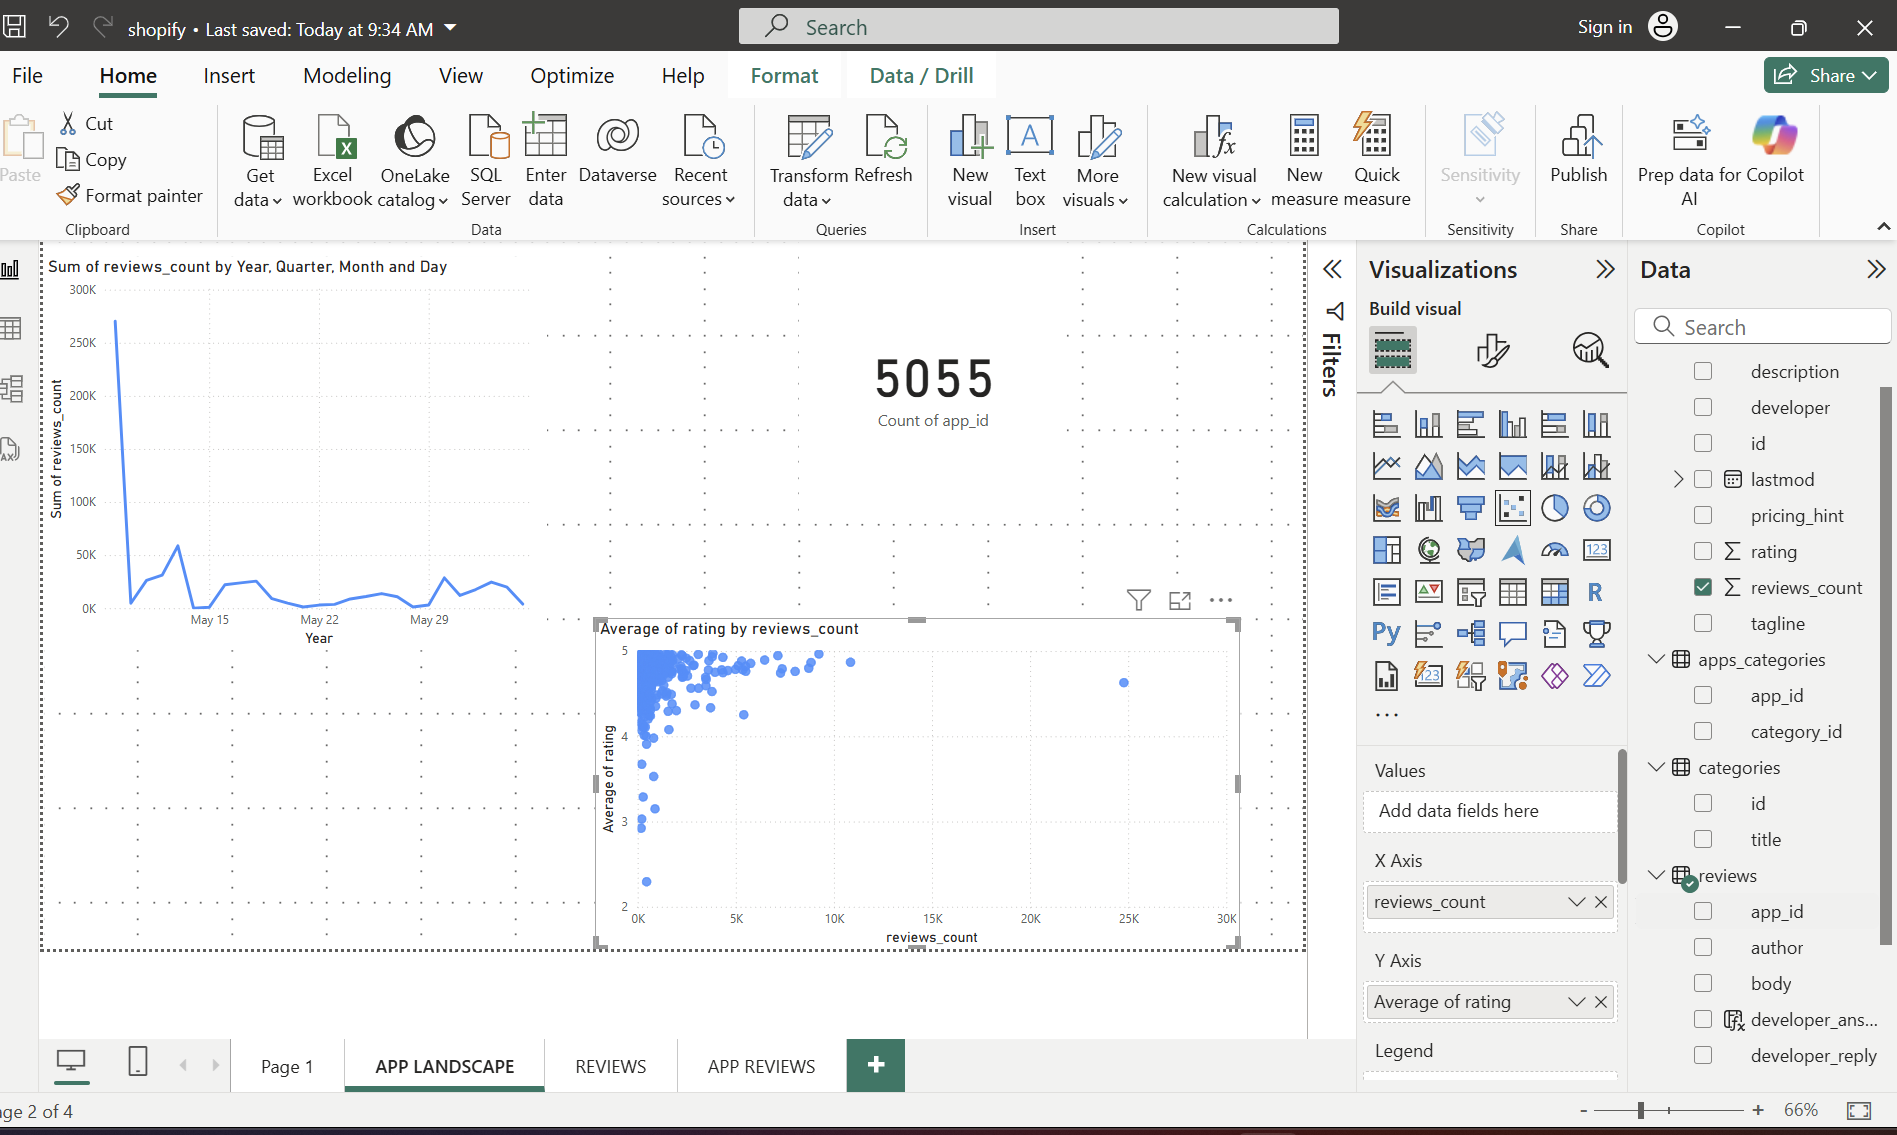 shopify • Last saved: Today at 9:34 AM
Search
Sign in
File
Home
Insert
Modeling
View
Optimize
Help
Format
Data / Drill
Share
Paste
Cut
Copy
Format painter
Clipboard
Get data
Excel workbook
OneLake catalog
SQL Server
Enter data
Dataverse
Recent sources
Data
Transform data
Refresh
Queries
New visual
Text box
More visuals
Insert
New visual calculation
New measure
Quick measure
Calculations
Sensitivity
Sensitivity
Publish
Share
Prep data for AI
Copilot
Copilot
Sum of reviews_count by Year, Quarter, Month and Day
300K
250K
200K
150K
100K
50K
0K
Sum of reviews_count
May 15
May 22
May 29
Year
5055
Count of app_id
Average of rating by reviews_count
5
4
3
2
Average of rating
0K
5K
10K
15K
20K
25K
30K
reviews_count
Filters
Visualizations
Build visual
123
R
Py
123
Values
Add data fields here
X Axis
reviews_count
Y Axis
Average of rating
Legend
Data
Search
description
developer
id
lastmod
pricing_hint
rating
reviews_count
tagline
apps_categories
app_id
category_id
categories
id
title
reviews
app_id
author
body
developer_ans...
developer_reply
Page 1
APP LANDSCAPE
REVIEWS
APP REVIEWS
+
age 2 of 4
- + 66%